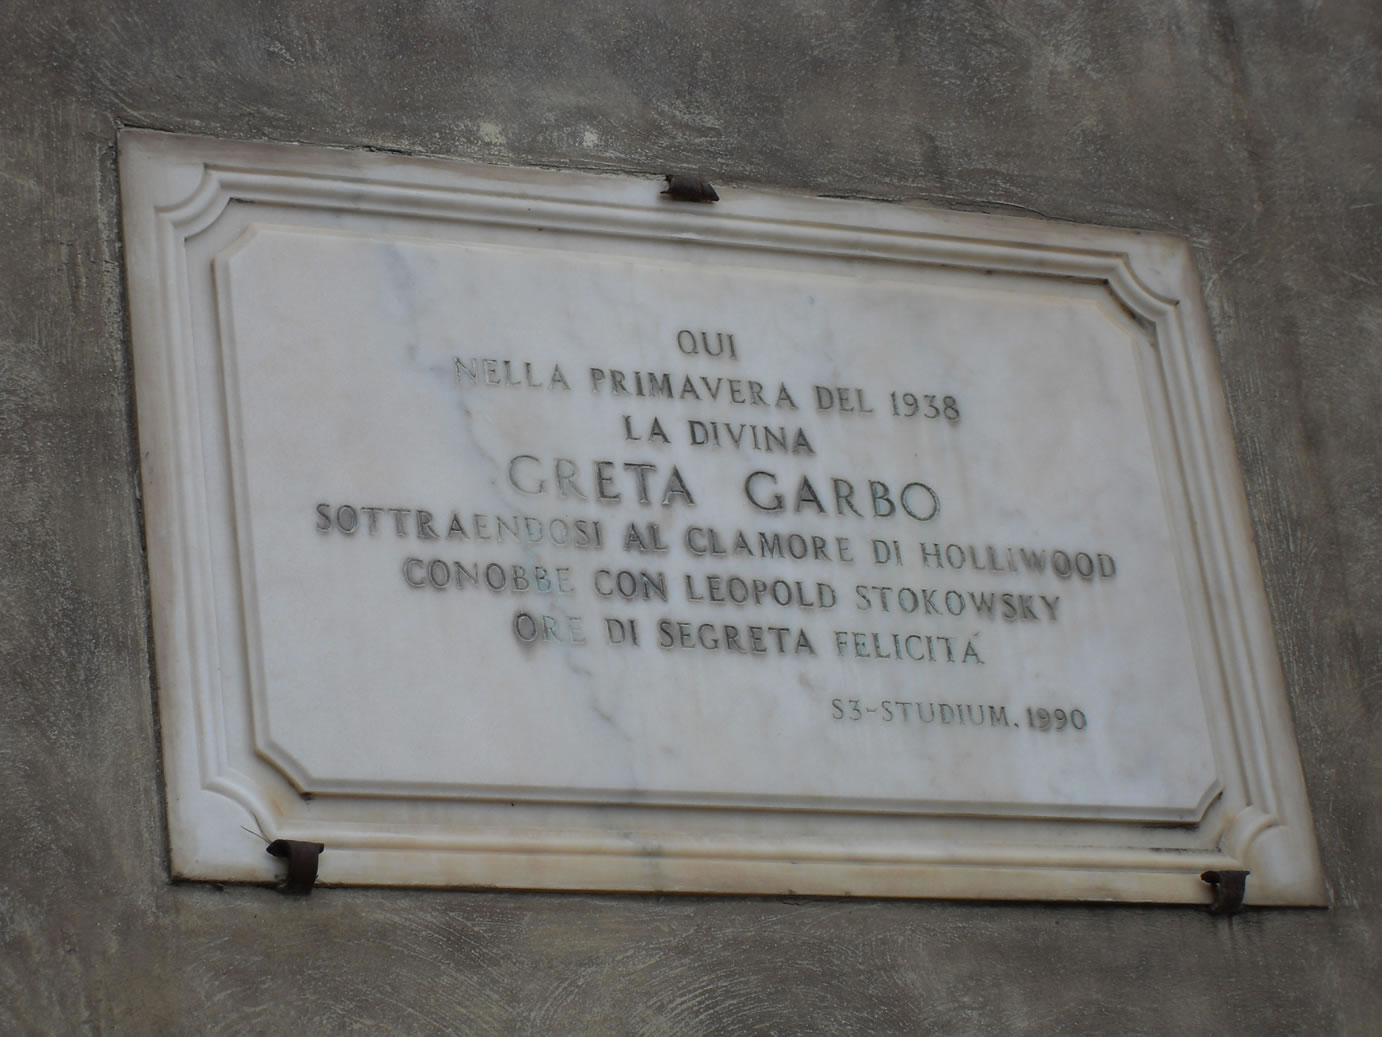 QUI
NELLA PRIMAVERA DEL 1938
LA DIVINA
GRETA GARBO
SOTTRAENDOSI AL CLAMORE DI HOLLIWOOD
CONOBBE CON LEOPOLD STOKOWSKY
ORE DI SEGRETA FELICITÁ
S3-STUDIUM.1990